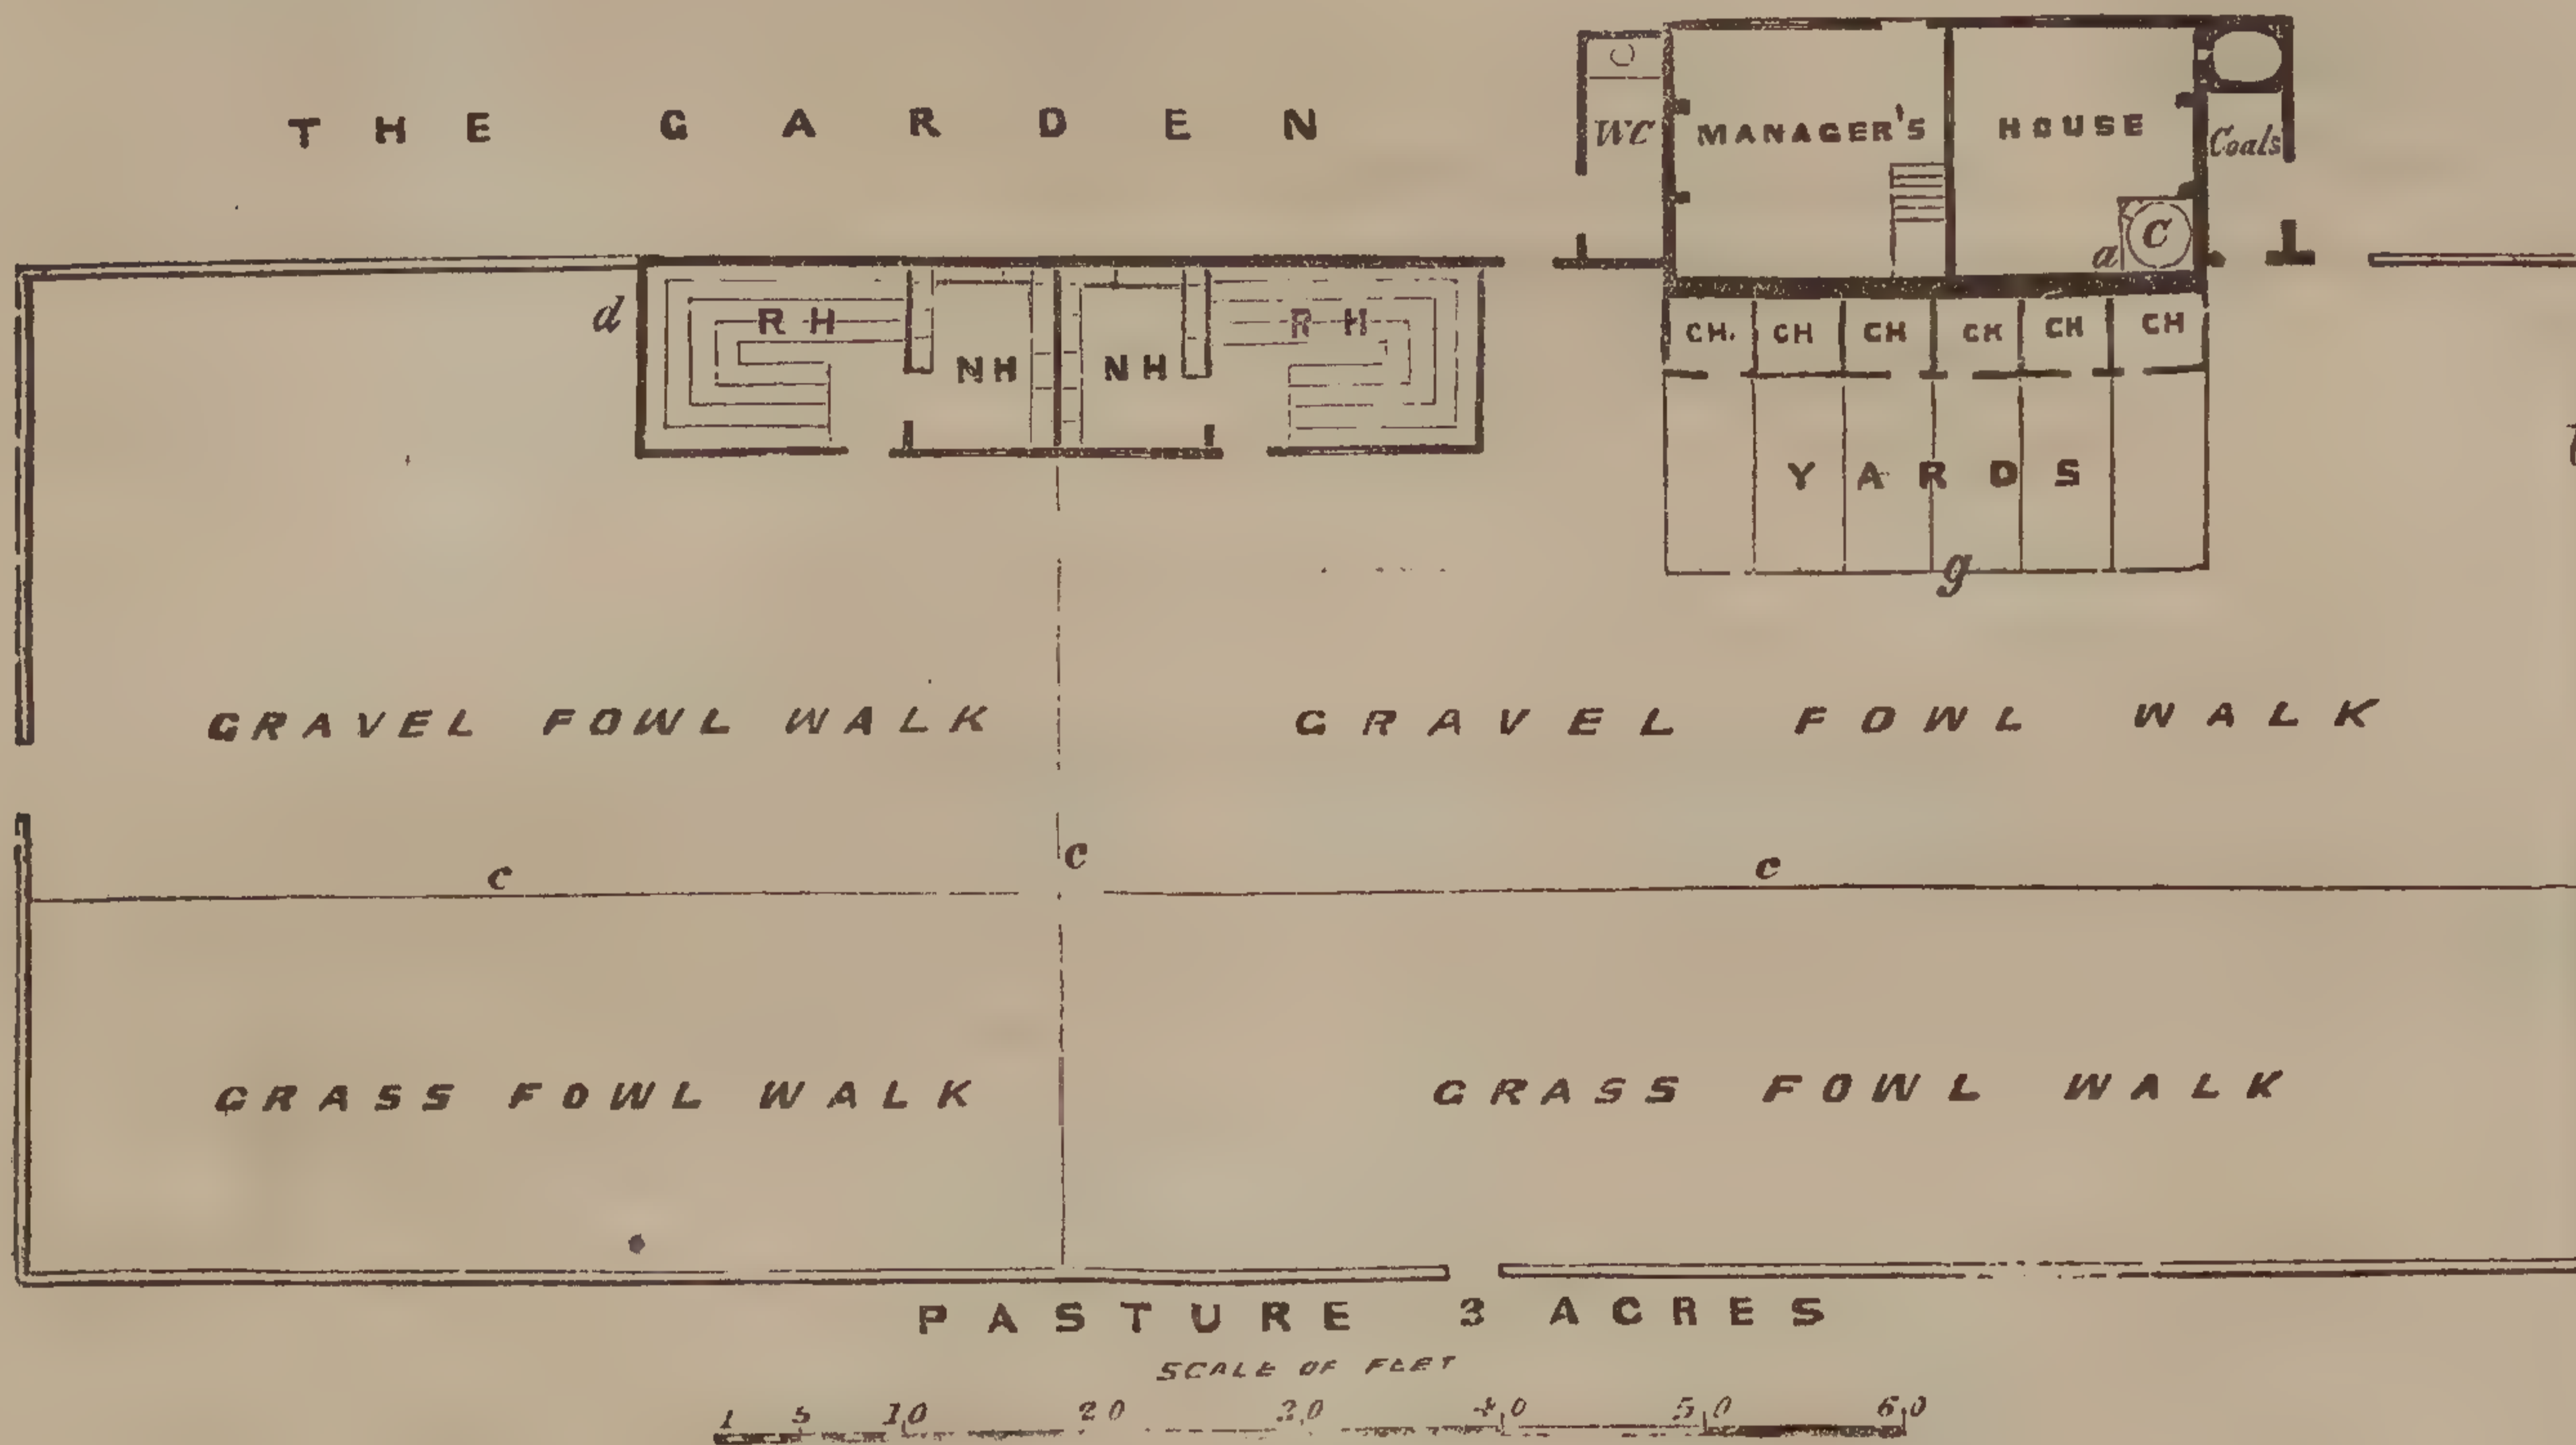 THE GARDEN
WC
MANAGER'S HOUSE
Coals
C
a
d
RH
NH
NH
RH
CH.
CH
CH
CH
CH
CH
YARDS
g
GRAVEL FOWL WALK
GRAVEL FOWL WALK
c
c
c
GRASS FOWL WALK
GRASS FOWL WALK
PASTURE 3 ACRES
SCALE OF FEET
1 5 10 20 30 40 50 60